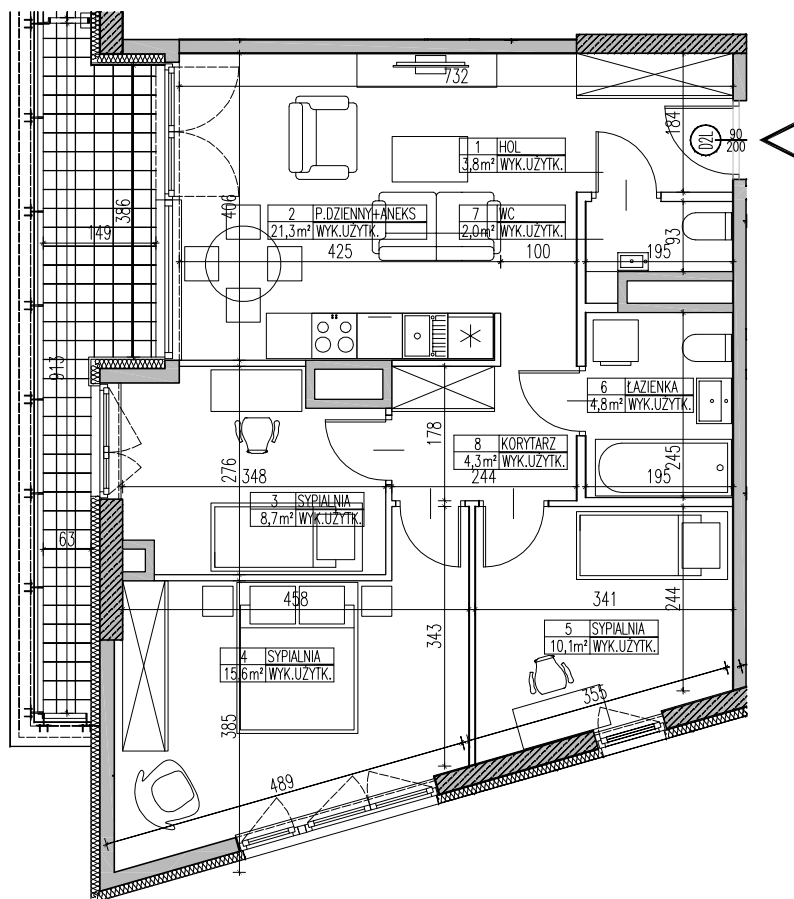 732
184
D2L
90
200
1 HOL
3,8m² WYK.UŻYTK.
386
406
149
2 P.DZIENNY+ANEKS
21,3m² WYK.UŻYTK.
7 WC
2,0m² WYK.UŻYTK.
93
425
100
195
913
6 ŁAZIENKA
4,8m² WYK.UŻYTK.
178
8 KORYTARZ
4,3m² WYK.UŻYTK.
245
276
348
244
195
3 SYPIALNIA
8,7m² WYK.UŻYTK.
63
458
341
244
343
5 SYPIALNIA
10,1m² WYK.UŻYTK.
4 SYPIALNIA
15,6m² WYK.UŻYTK.
355
385
489